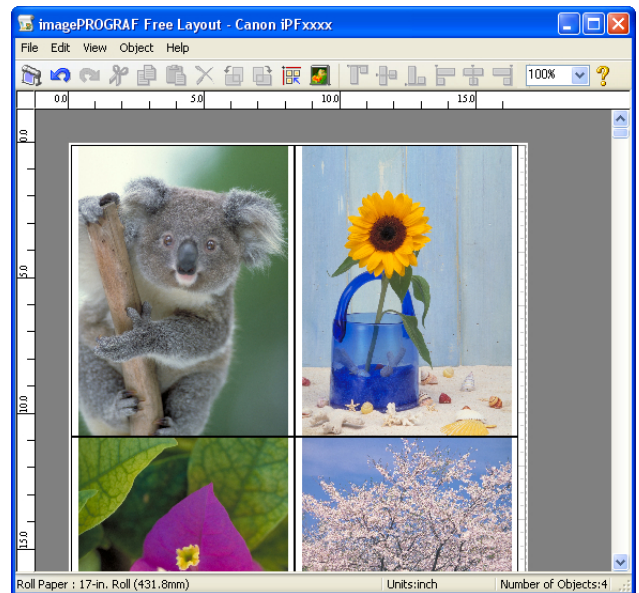 imagePROGRAF Free Layout - Canon iPFxxxx
File Edit View Object Help
100%
0.0 5.0 10.0 15.0
0.0
5.0
10.0
15.0
Roll Paper : 17-in. Roll (431.8mm) Units:inch Number of Objects:4